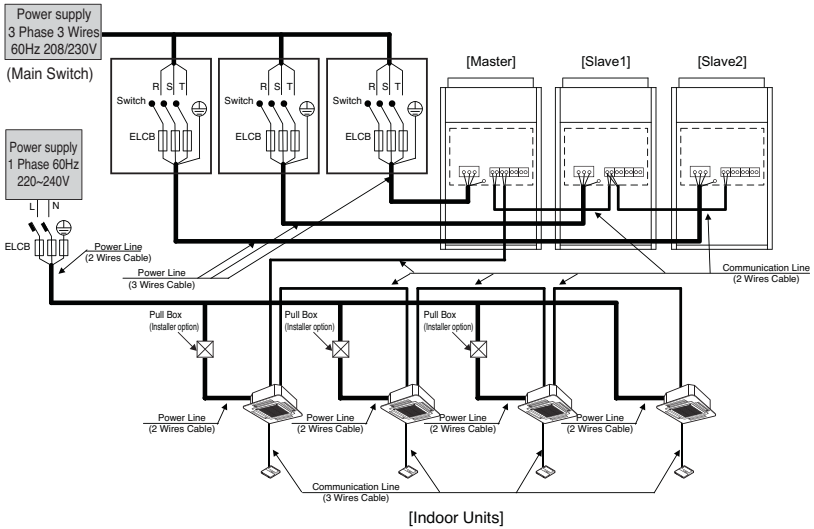 Power supply
3 Phase 3 Wires
60Hz 208/230V
(Main Switch)
[Master]
[Slave1]
[Slave2]
R S T
R S T
R S T
Switch
Switch
Switch
ELCB
ELCB
ELCB
Power supply
1 Phase 60Hz
220~240V
L N
ELCB
Power Line
(2 Wires Cable)
Power Line
(3 Wires Cable)
Communication Line
(2 Wires Cable)
Pull Box
(Installer option)
Pull Box
(Installer option)
Pull Box
(Installer option)
Power Line
(2 Wires Cable)
Power Line
(2 Wires Cable)
Power Line
(2 Wires Cable)
Power Line
(2 Wires Cable)
Communication Line
(3 Wires Cable)
[Indoor Units]